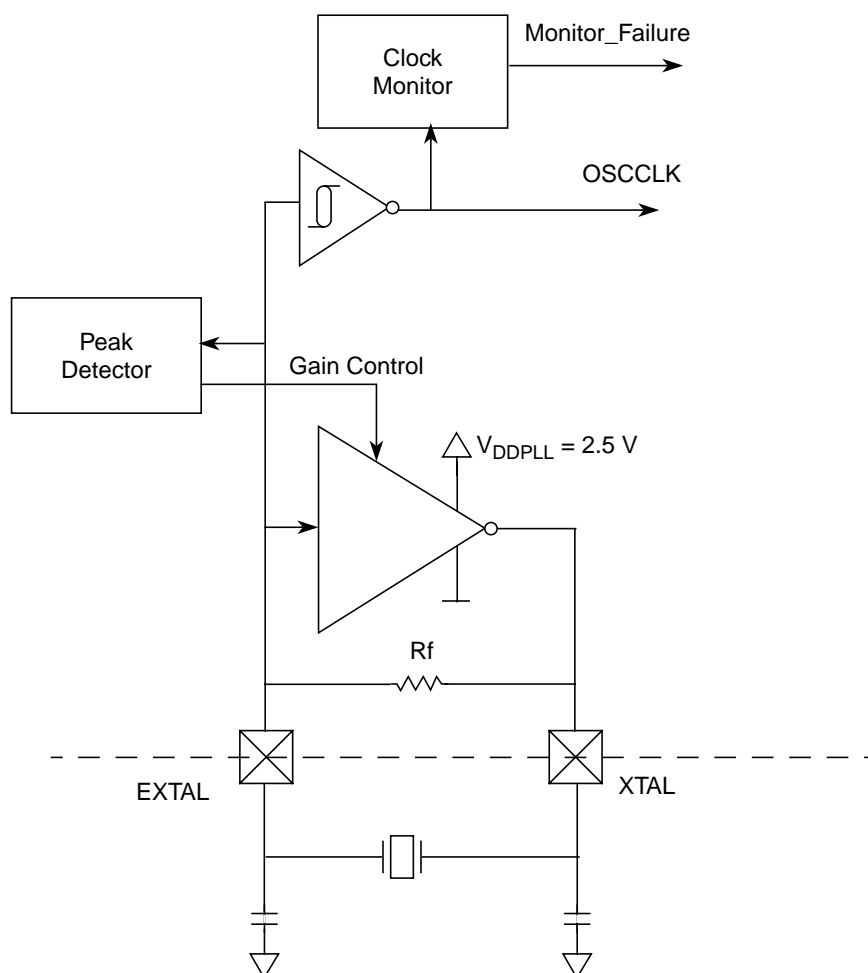 Monitor_Failure
Clock
Monitor
OSCCLK
Peak
Detector
Gain Control
VDDPLL = 2.5 V
Rf
EXTAL
XTAL